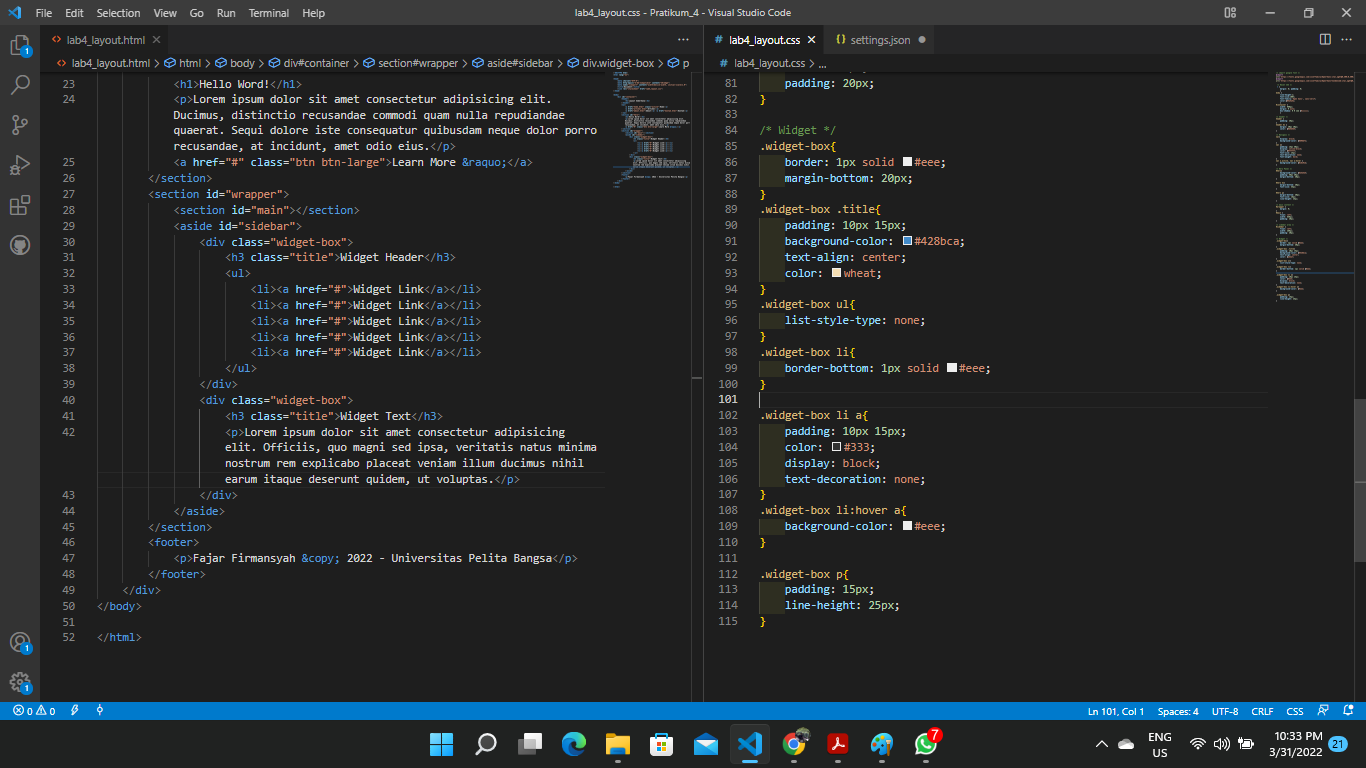 File Edit Selection View Go Run Terminal Help
lab4_layout.css - Pratikum_4 - Visual Studio Code
lab4_layout.html
lab4_layout.html > html > body > div#container > section#wrapper > aside#sidebar > div.widget-box > p
23 <h1>Hello Word!</h1>
24 <p>Lorem ipsum dolor sit amet consectetur adipisicing elit.
Ducimus, distinctio recusandae commodi quam nulla repudiandae
quaerat. Sequi dolore iste consequatur quibusdam neque dolor porro
recusandae, at incidunt, amet odio eius.</p>
25 <a href="#" class="btn btn-large">Learn More &raquo;</a>
26 </section>
27 <section id="wrapper">
28 <section id="main"></section>
29 <aside id="sidebar">
30 <div class="widget-box">
31 <h3 class="title">Widget Header</h3>
32 <ul>
33 <li><a href="#">Widget Link</a></li>
34 <li><a href="#">Widget Link</a></li>
35 <li><a href="#">Widget Link</a></li>
36 <li><a href="#">Widget Link</a></li>
37 <li><a href="#">Widget Link</a></li>
38 </ul>
39 </div>
40 <div class="widget-box">
41 <h3 class="title">Widget Text</h3>
42 <p>Lorem ipsum dolor sit amet consectetur adipisicing
elit. Officiis, quo magni sed ipsa, veritatis natus minima
nostrum rem explicabo placeat veniam illum ducimus nihil
earum itaque deserunt quidem, ut voluptas.</p>
43 </div>
44 </aside>
45 </section>
46 <footer>
47 <p>Fajar Firmansyah &copy; 2022 - Universitas Pelita Bangsa</p>
48 </footer>
49 </div>
50 </body>
51
52 </html>
# lab4_layout.css {} settings.json
# lab4_layout.css > ...
81 padding: 20px;
82 }
83
84 /* Widget */
85 .widget-box{
86 border: 1px solid #eee;
87 margin-bottom: 20px;
88 }
89 .widget-box .title{
90 padding: 10px 15px;
91 background-color: #428bca;
92 text-align: center;
93 color: wheat;
94 }
95 .widget-box ul{
96 list-style-type: none;
97 }
98 .widget-box li{
99 border-bottom: 1px solid #eee;
100 }
101
102 .widget-box li a{
103 padding: 10px 15px;
104 color: #333;
105 display: block;
106 text-decoration: none;
107 }
108 .widget-box li:hover a{
109 background-color: #eee;
110 }
111
112 .widget-box p{
113 padding: 15px;
114 line-height: 25px;
115 }
1
1
1
0 0
Ln 101, Col 1 Spaces: 4 UTF-8 CRLF CSS
7
ENG
US
10:33 PM
3/31/2022
21